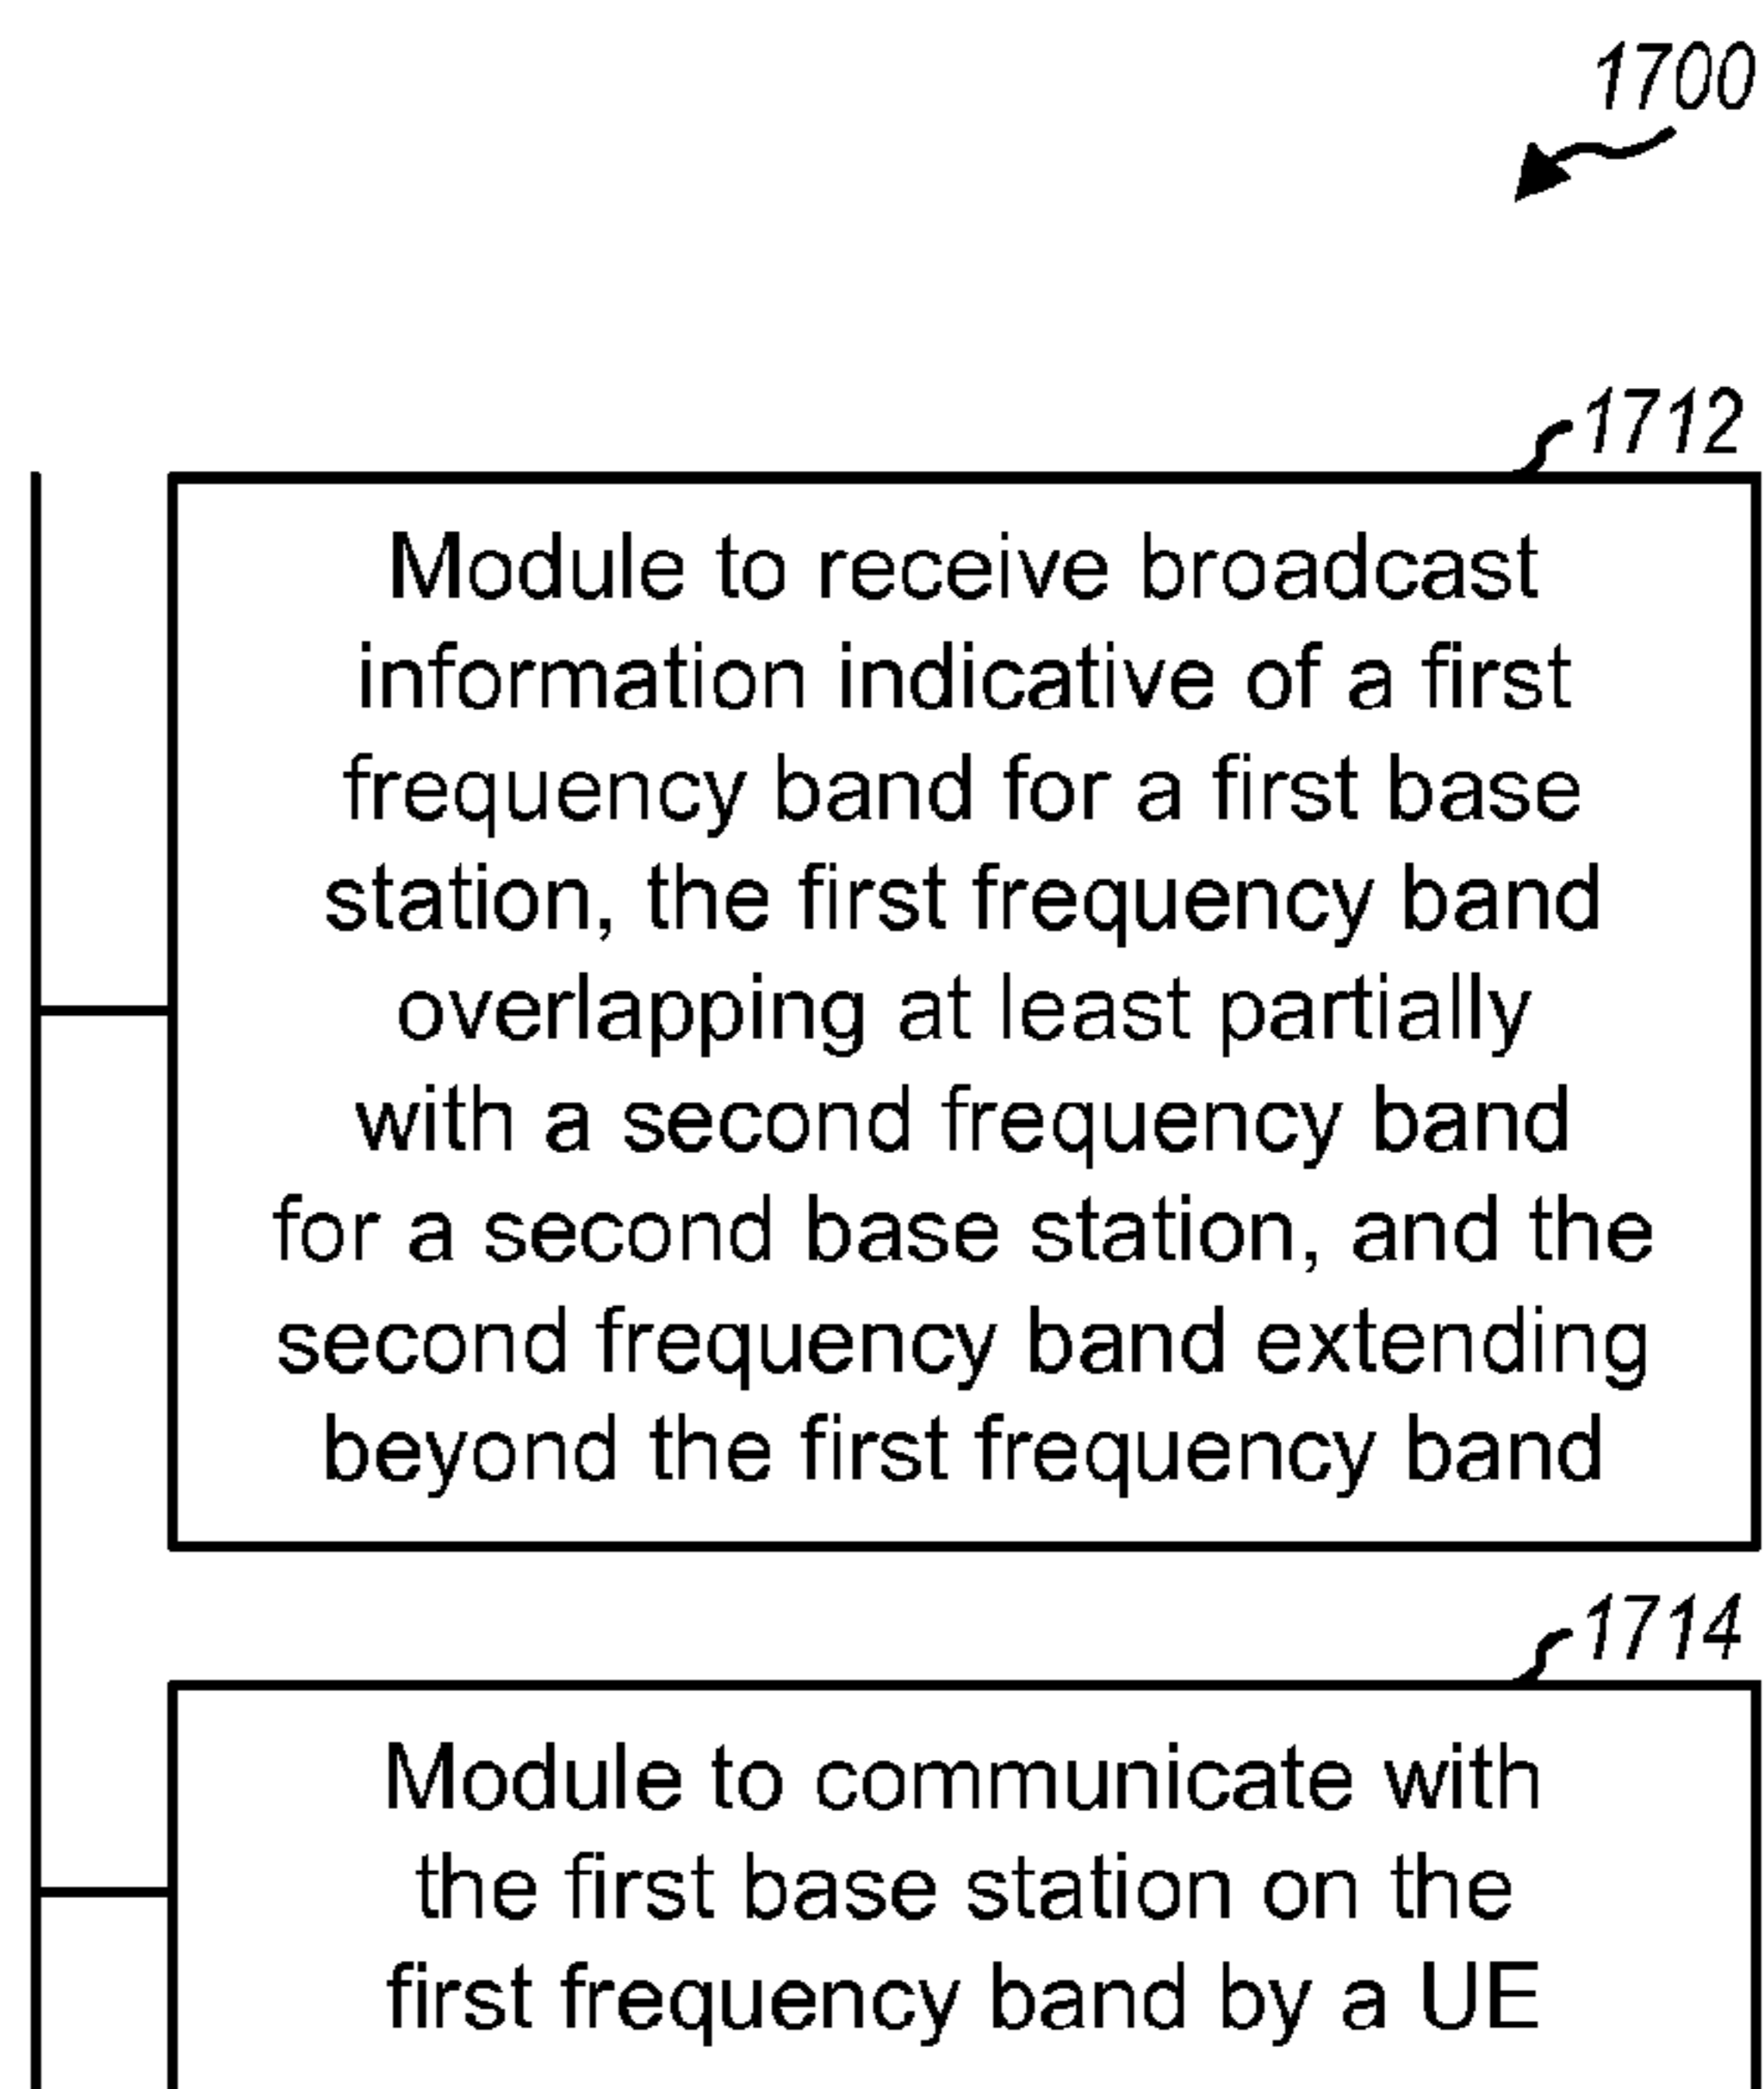 1700
1712
Module to receive broadcast
information indicative of a first
frequency band for a first base
station, the first frequency band
overlapping at least partially
with a second frequency band
for a second base station, and the
second frequency band extending
beyond the first frequency band
1714
Module to communicate with
the first base station on the
first frequency band by a UE